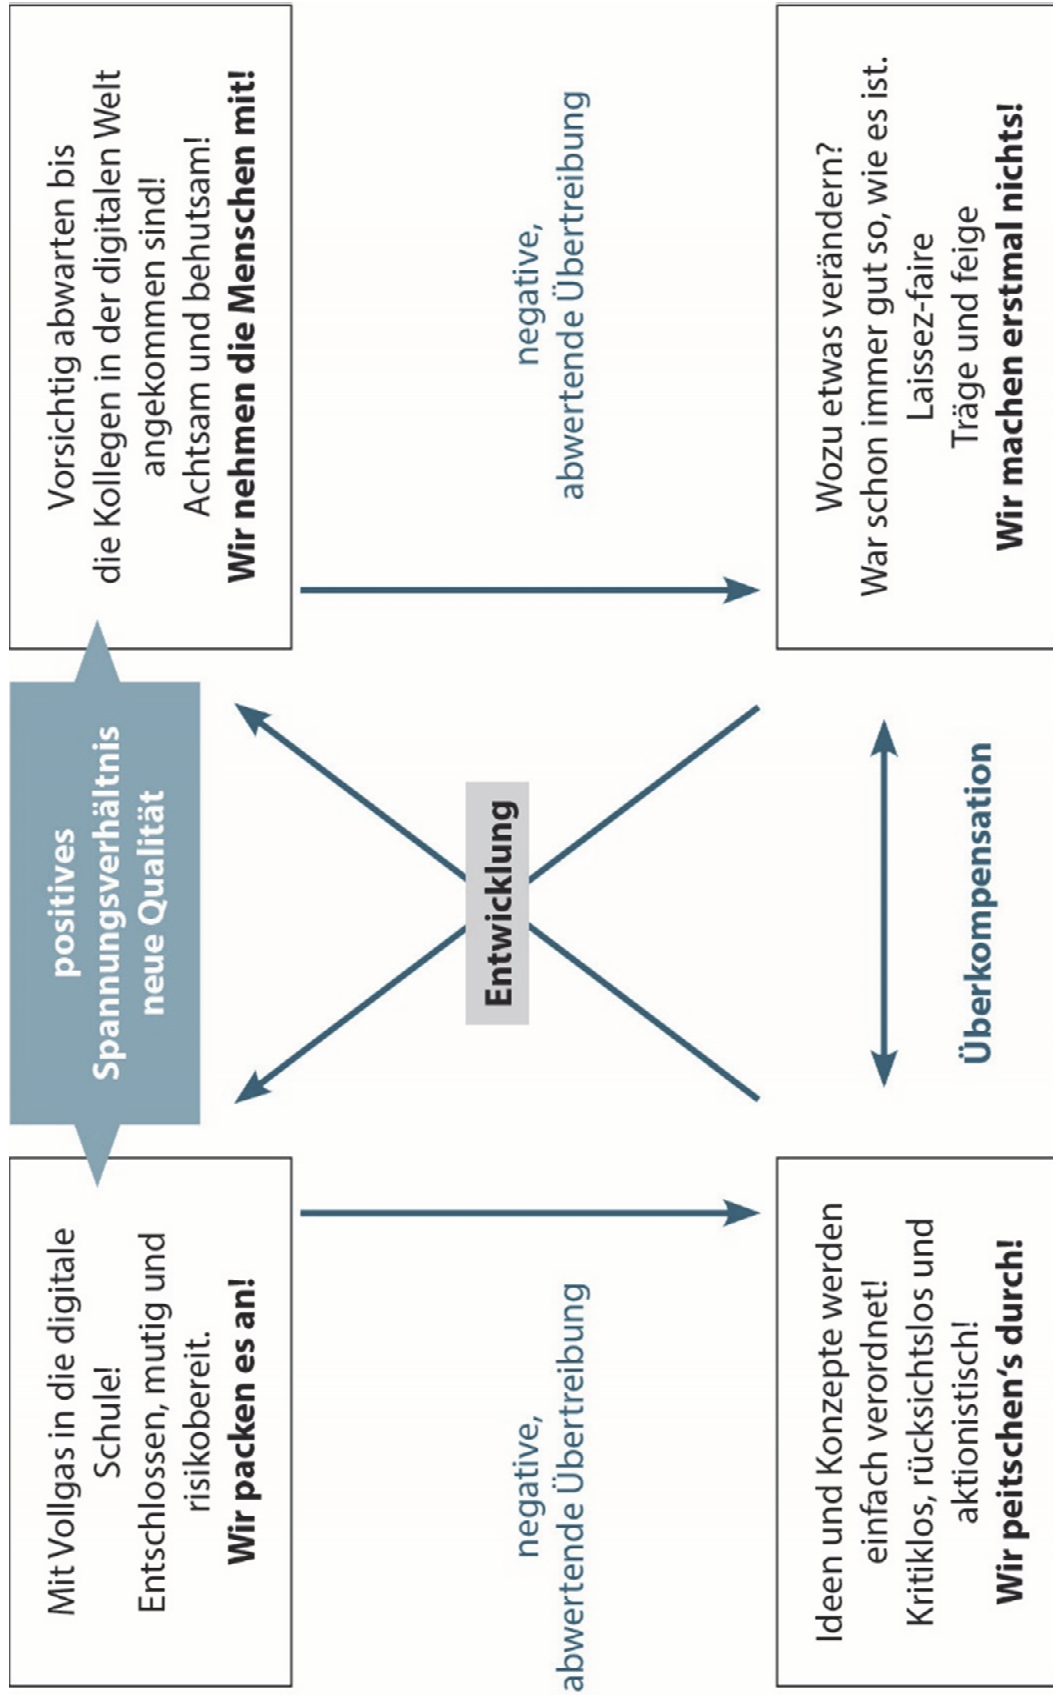 Mit Vollgas in die digitale
Schule!
Entschlossen, mutig und
risikobereit.
Wir packen es an!
positives
Spannungsverhältnis
neue Qualität
Vorsichtig abwarten bis
die Kollegen in der digitalen Welt
angekommen sind!
Achtsam und behutsam!
Wir nehmen die Menschen mit!
negative,
abwertende Übertreibung
Entwicklung
negative,
abwertende Übertreibung
Ideen und Konzepte werden
einfach verordnet!
Kritiklos, rücksichtslos und
aktionistisch!
Wir peitschen‘s durch!
Überkompensation
Wozu etwas verändern?
War schon immer gut so, wie es ist.
Laissez-faire
Träge und feige
Wir machen erstmal nichts!